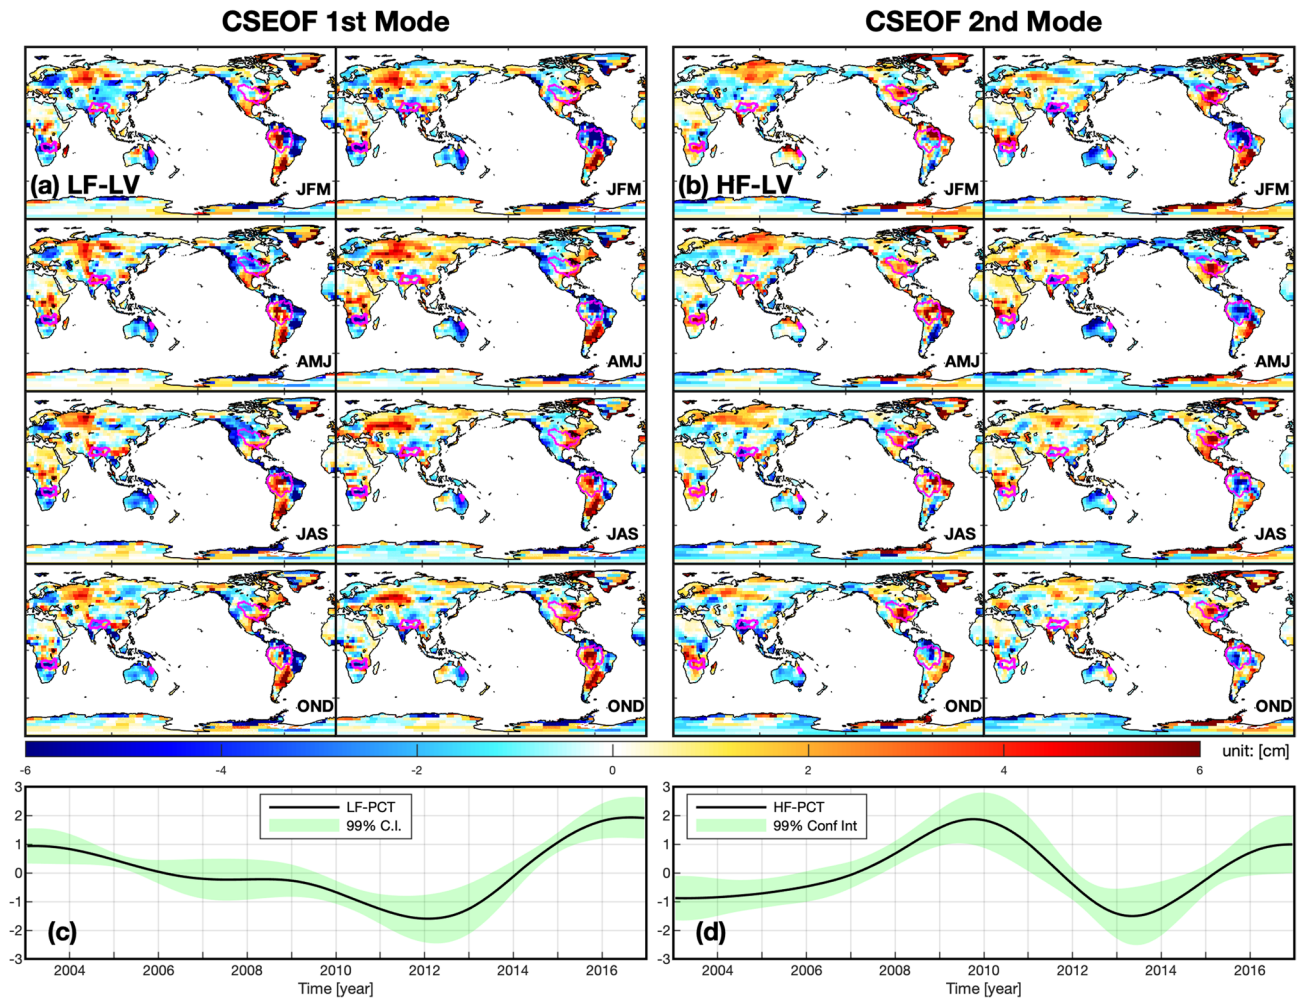 CSEOF 1st Mode
CSEOF 2nd Mode
(a) LF-LV
JFM
JFM
(b) HF-LV
JFM
JFM
AMJ
AMJ
AMJ
AMJ
JAS
JAS
JAS
JAS
OND
OND
OND
OND
unit: [cm]
-6 -4 -2 0 2 4 6
3
2
1
0
-1
-2
-3
LF-PCT
99% C.I.
(c)
2004 2006 2008 2010 2012 2014 2016
Time [year]
3
2
1
0
-1
-2
-3
HF-PCT
99% Conf Int
(d)
2004 2006 2008 2010 2012 2014 2016
Time [year]